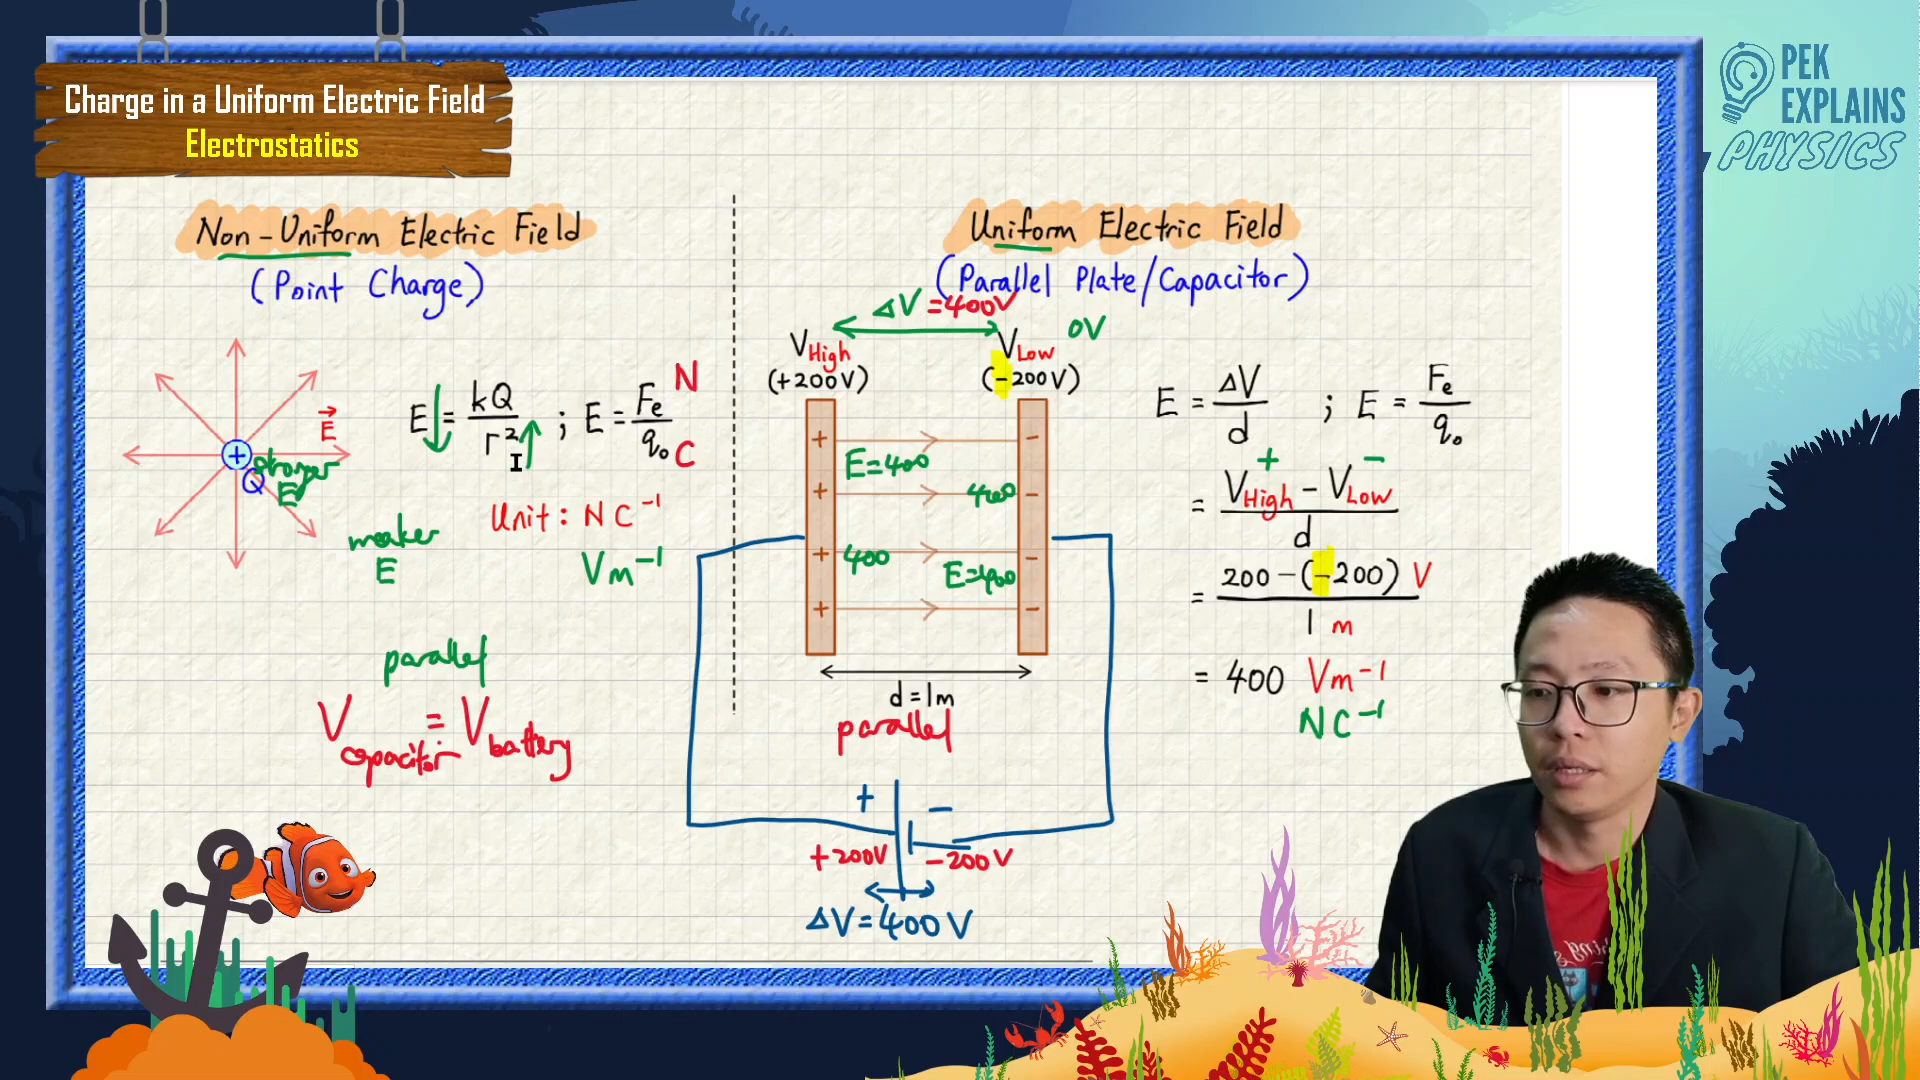 Charge in a Uniform Electric Field
Electrostatics
PEK
EXPLAINS
PHYSICS
Non-Uniform Electric Field
(Point Charge)
E
+
Q
stronger
E
weaker
E
E = kQ / r² ; E = Fe / q₀
N
C
Unit : N C⁻¹
V m⁻¹
parallel
V capacitor = V battery
Uniform Electric Field
(Parallel Plate/Capacitor)
ΔV = 400V
V High
(+200V)
V Low
0V
(-200V)
+ -
E=400
+ 400 -
+ 400 -
E=400
+ -
d = 1m
parallel
+ -
+200V -200V
ΔV = 400 V
E = ΔV / d ; E = Fe / q₀
+ -
= V High - V Low / d
= 200 - (-200) V / 1 m
= 400 Vm⁻¹
N C⁻¹